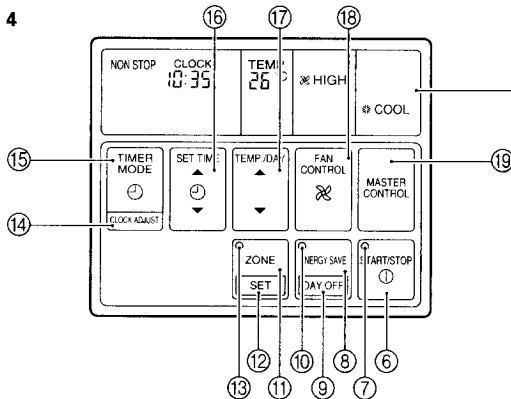 4
⑯ ⑰ ⑱
NON STOP CLOCK TEMP
10:35 26 °C HIGH
COOL
⑮ TIMER MODE SET TIME TEMP./DAY FAN CONTROL MASTER CONTROL ⑲
⑭ CLOCK ADJUST
ZONE ENERGY SAVE START/STOP
SET DAY OFF
⑬ ⑫ ⑪ ⑩ ⑨ ⑧ ⑦ ⑥